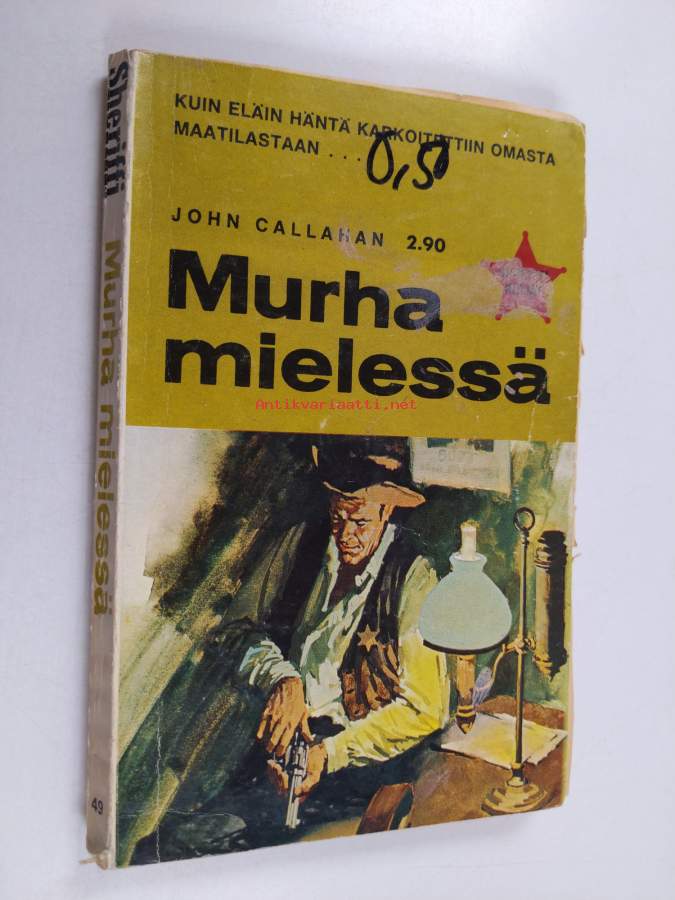 Sheriffi
Murha mielessä
49
KUIN ELÄIN HÄNTÄ KARKOITETTIIN OMASTA
MAATILASTAAN ...
0,50
JOHN CALLAHAN 2.90
Murha
mielessä
Antikvariaatti.net